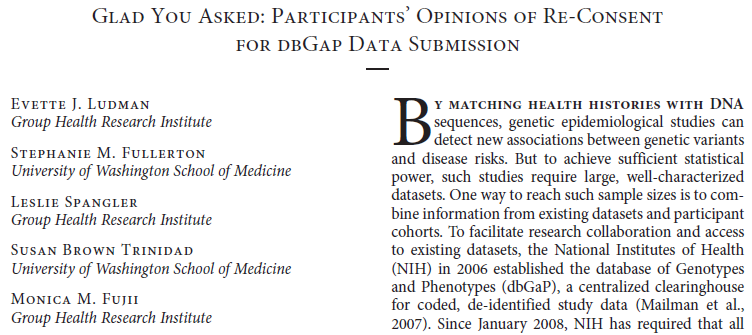 GLAD YOU ASKED: PARTICIPANTS’ OPINIONS OF RE-CONSENT
FOR DBGAP DATA SUBMISSION
EVETTE J. LUDMAN
Group Health Research Institute
STEPHANIE M. FULLERTON
University of Washington School of Medicine
LESLIE SPANGLER
Group Health Research Institute
SUSAN BROWN TRINIDAD
University of Washington School of Medicine
MONICA M. FUJII
Group Health Research Institute
BY MATCHING HEALTH HISTORIES WITH DNA
sequences, genetic epidemiological studies can
detect new associations between genetic variants
and disease risks. But to achieve sufficient statistical
power, such studies require large, well-characterized
datasets. One way to reach such sample sizes is to com-
bine information from existing datasets and participant
cohorts. To facilitate research collaboration and access
to existing datasets, the National Institutes of Health
(NIH) in 2006 established the database of Genotypes
and Phenotypes (dbGaP), a centralized clearinghouse
for coded, de-identified study data (Mailman et al.,
2007). Since January 2008, NIH has required that all